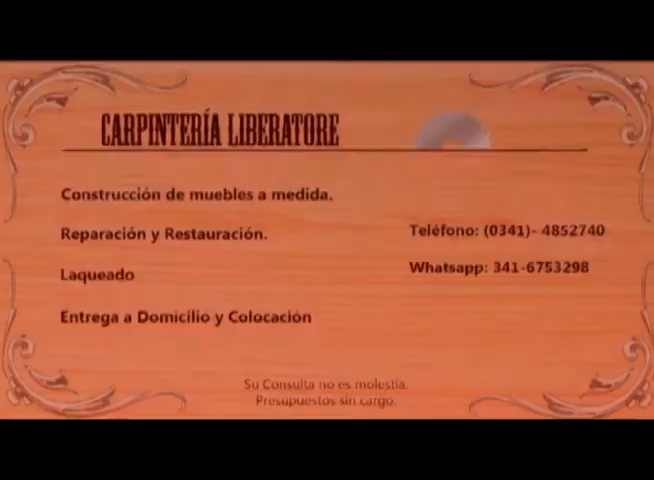 CARPINTERÍA LIBERATORE
Construcción de muebles a medida.
Reparación y Restauración.
Teléfono: (0341)- 4852740
Laqueado
Whatsapp: 341-6753298
Entrega a Domicilio y Colocación
Su Consulta no es molestia.
Presupuestos sin cargo.